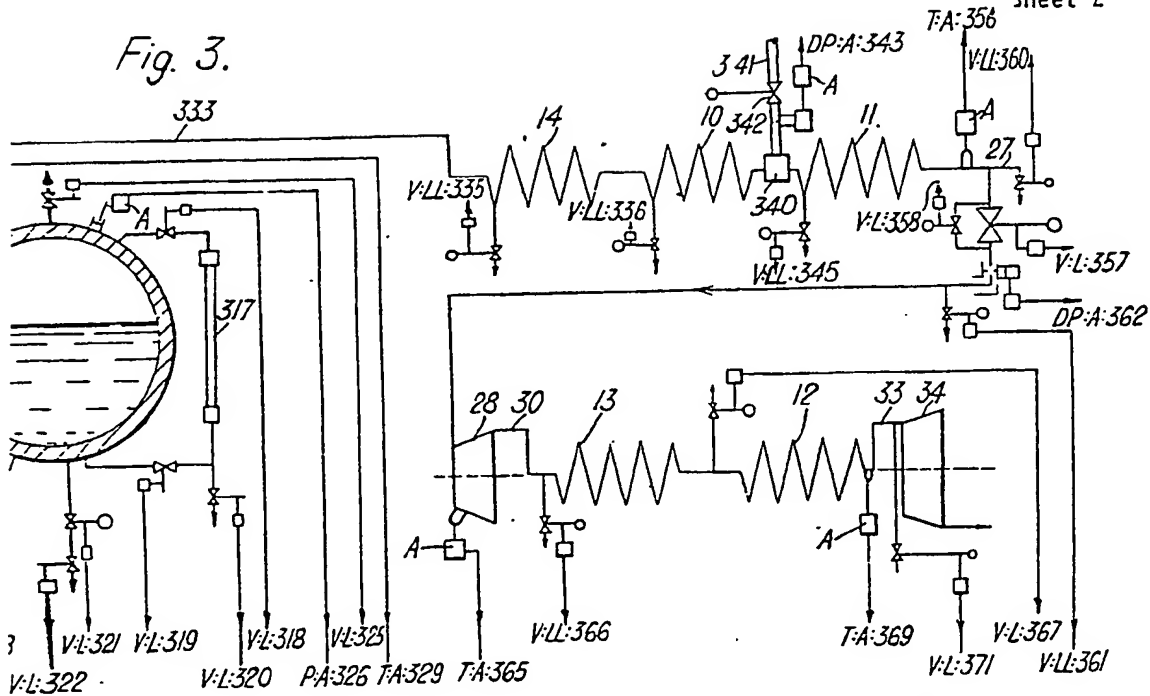 Sheet 2
T:A:356
Fig. 3.
341
DP:A:343
V:LL:360
A
A
333
14
10
342
11
27
A
V:LL:335
V:LL:336
340
V:L:358
V:LL:345
V:L:357
317
DP:A:362
28
30
13
12
33
34
A
A
V:L:321
V:L:319
V:L:318
V:L:325
V:LL:366
T:A:369
V:L:367
V:L:322
V:L:320
P:A:326
T:A:329
T:A:365
V:L:371
V:LL:361